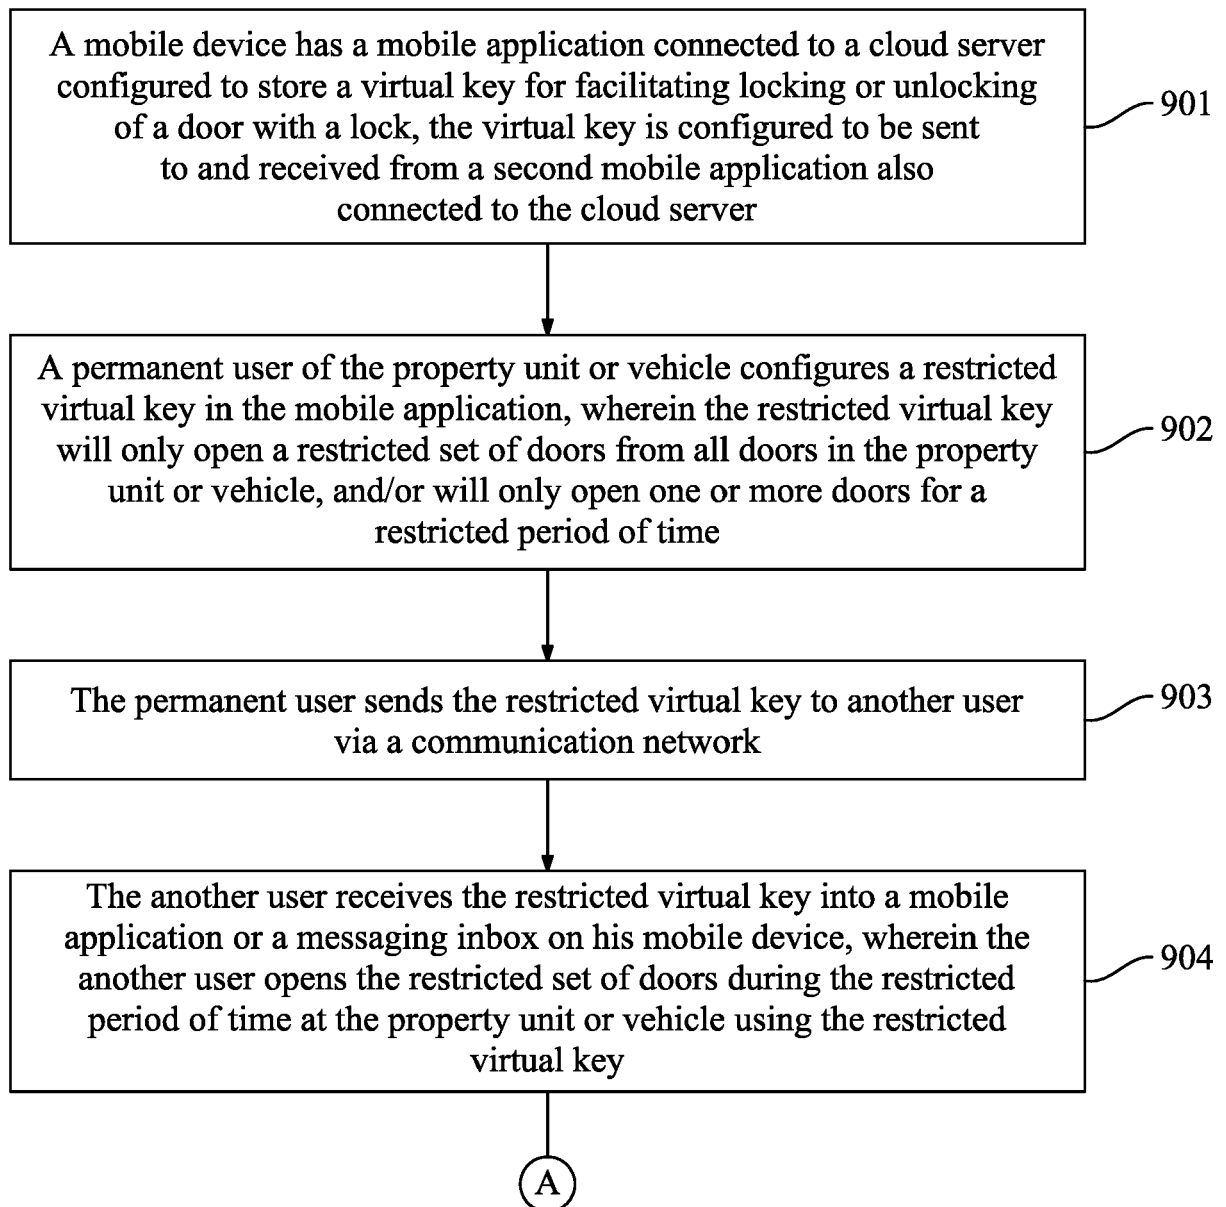 A mobile device has a mobile application connected to a cloud server
configured to store a virtual key for facilitating locking or unlocking
of a door with a lock, the virtual key is configured to be sent
to and received from a second mobile application also
connected to the cloud server
901
A permanent user of the property unit or vehicle configures a restricted
virtual key in the mobile application, wherein the restricted virtual key
will only open a restricted set of doors from all doors in the property
unit or vehicle, and/or will only open one or more doors for a
restricted period of time
902
The permanent user sends the restricted virtual key to another user
via a communication network
903
The another user receives the restricted virtual key into a mobile
application or a messaging inbox on his mobile device, wherein the
another user opens the restricted set of doors during the restricted
period of time at the property unit or vehicle using the restricted
virtual key
904
A